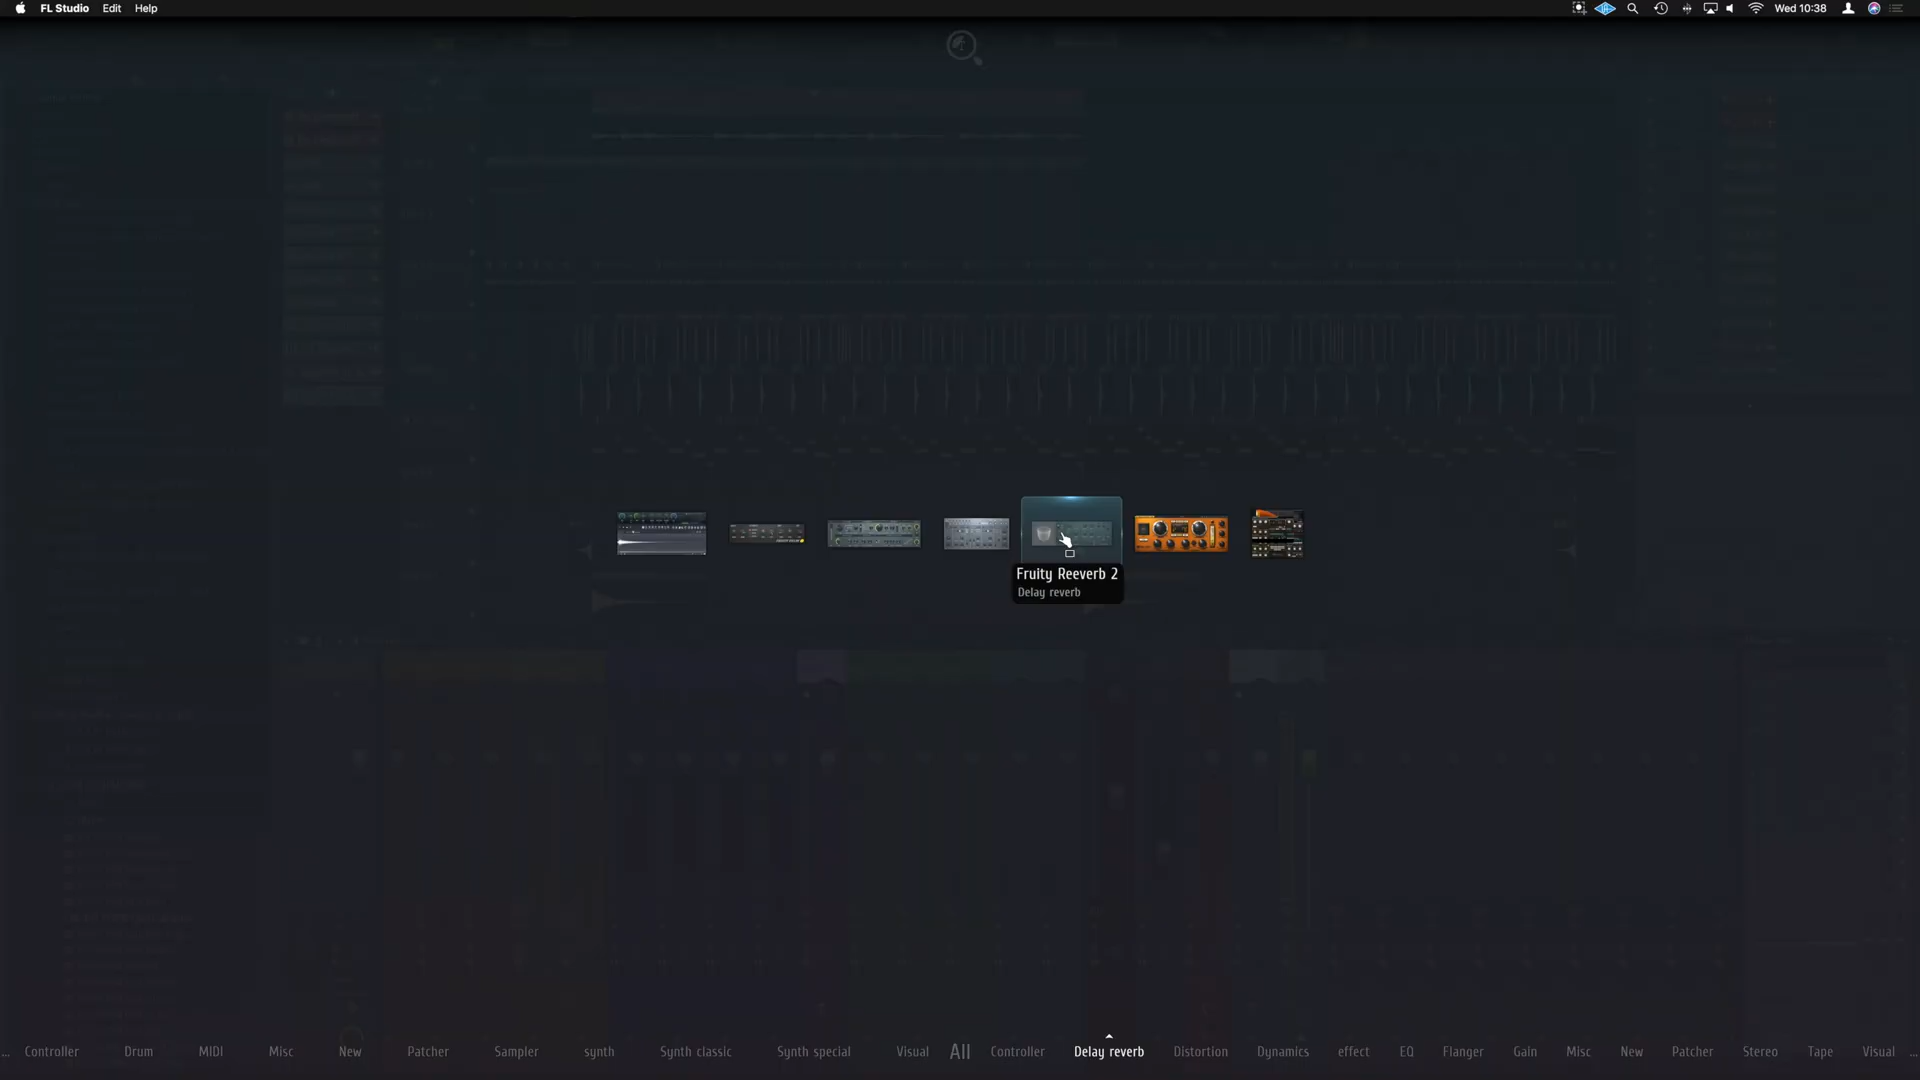 FL Studio Edit Help
Wed 10:38
Fruity Reeverb 2
Delay reverb
... Controller Drum MIDI Misc New Patcher Sampler synth Synth classic Synth special Visual All Controller Delay reverb Distortion Dynamics effect EQ Flanger Gain Misc New Patcher Stereo Tape Visual ...